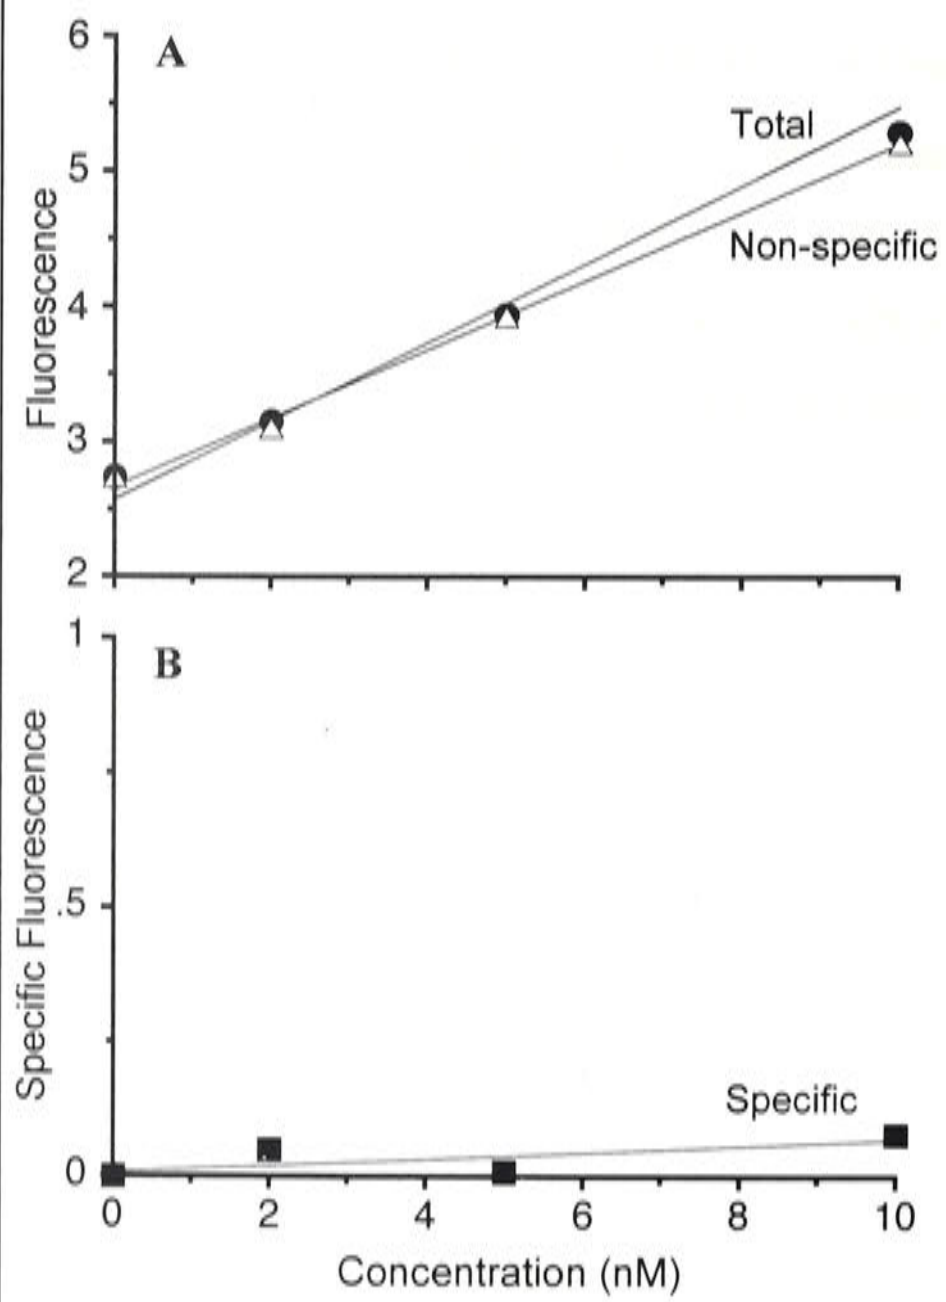 6
A
Total
5
Non-specific
4
Fluorescence
3
2
1
B
.5
Specific Fluorescence
Specific
0
0 2 4 6 8 10
Concentration (nM)